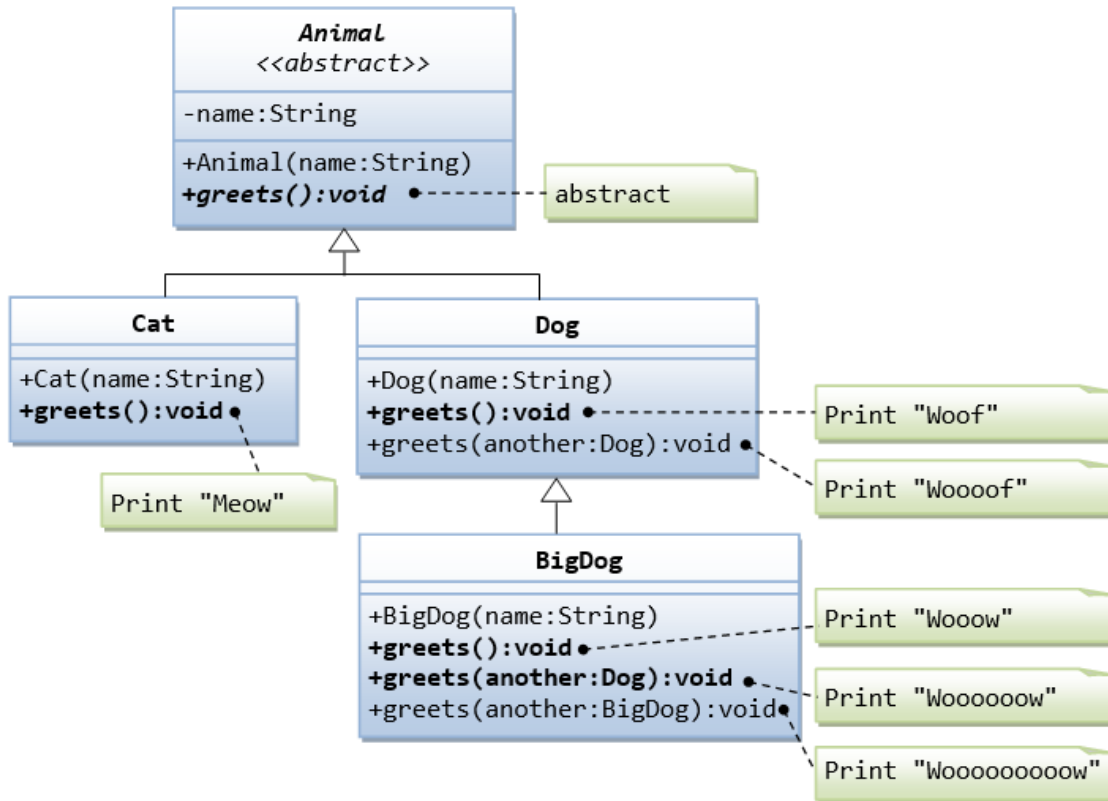 Animal
<<abstract>>
-name:String
+Animal(name:String)
+greets():void
abstract
Cat
+Cat(name:String)
+greets():void
Print "Meow"
Dog
+Dog(name:String)
+greets():void
+greets(another:Dog):void
Print "Woof"
Print "Woooof"
BigDog
+BigDog(name:String)
+greets():void
+greets(another:Dog):void
+greets(another:BigDog):void
Print "Wooow"
Print "Woooooow"
Print "Wooooooooow"